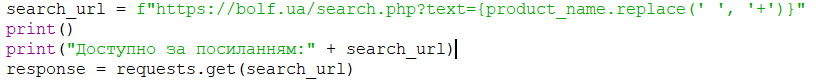 search_url = f"https://bolf.ua/search.php?text={product_name.replace(' ', '+')}"
print()
print("Доступно за посиланням:" + search_url)
response = requests.get(search_url)